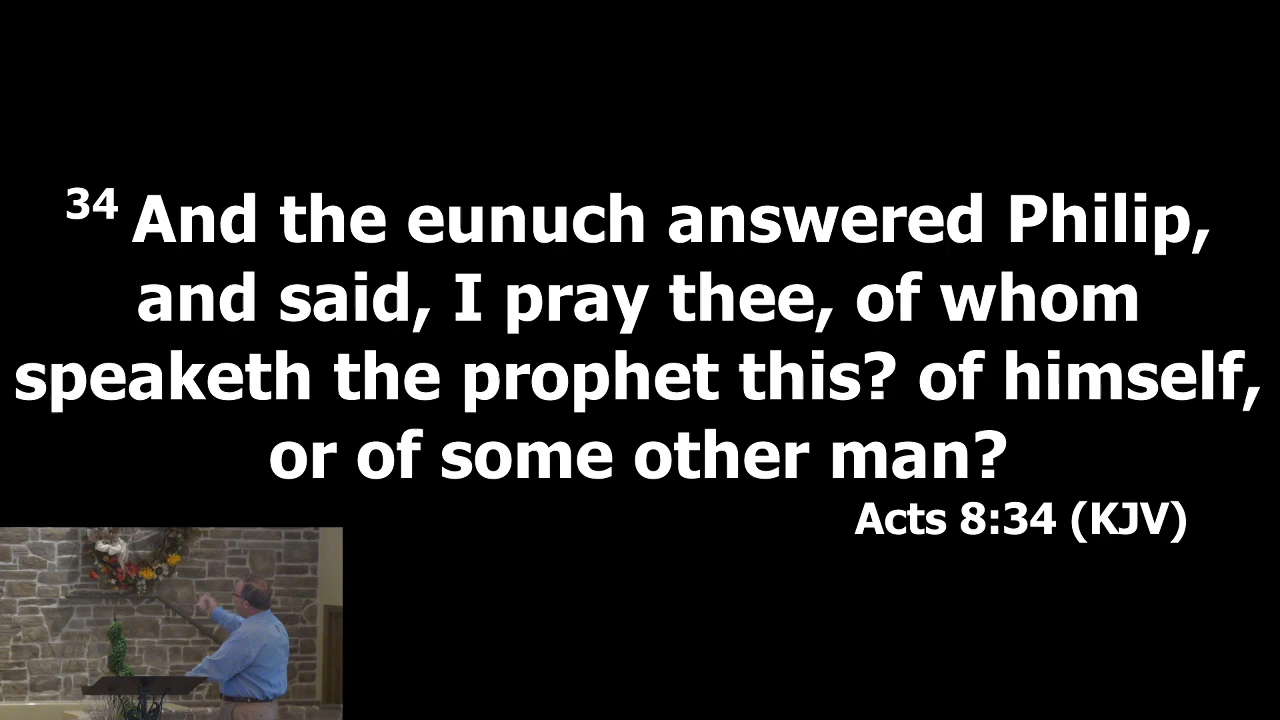 34 And the eunuch answered Philip,
and said, I pray thee, of whom
speaketh the prophet this? of himself,
or of some other man?
Acts 8:34 (KJV)